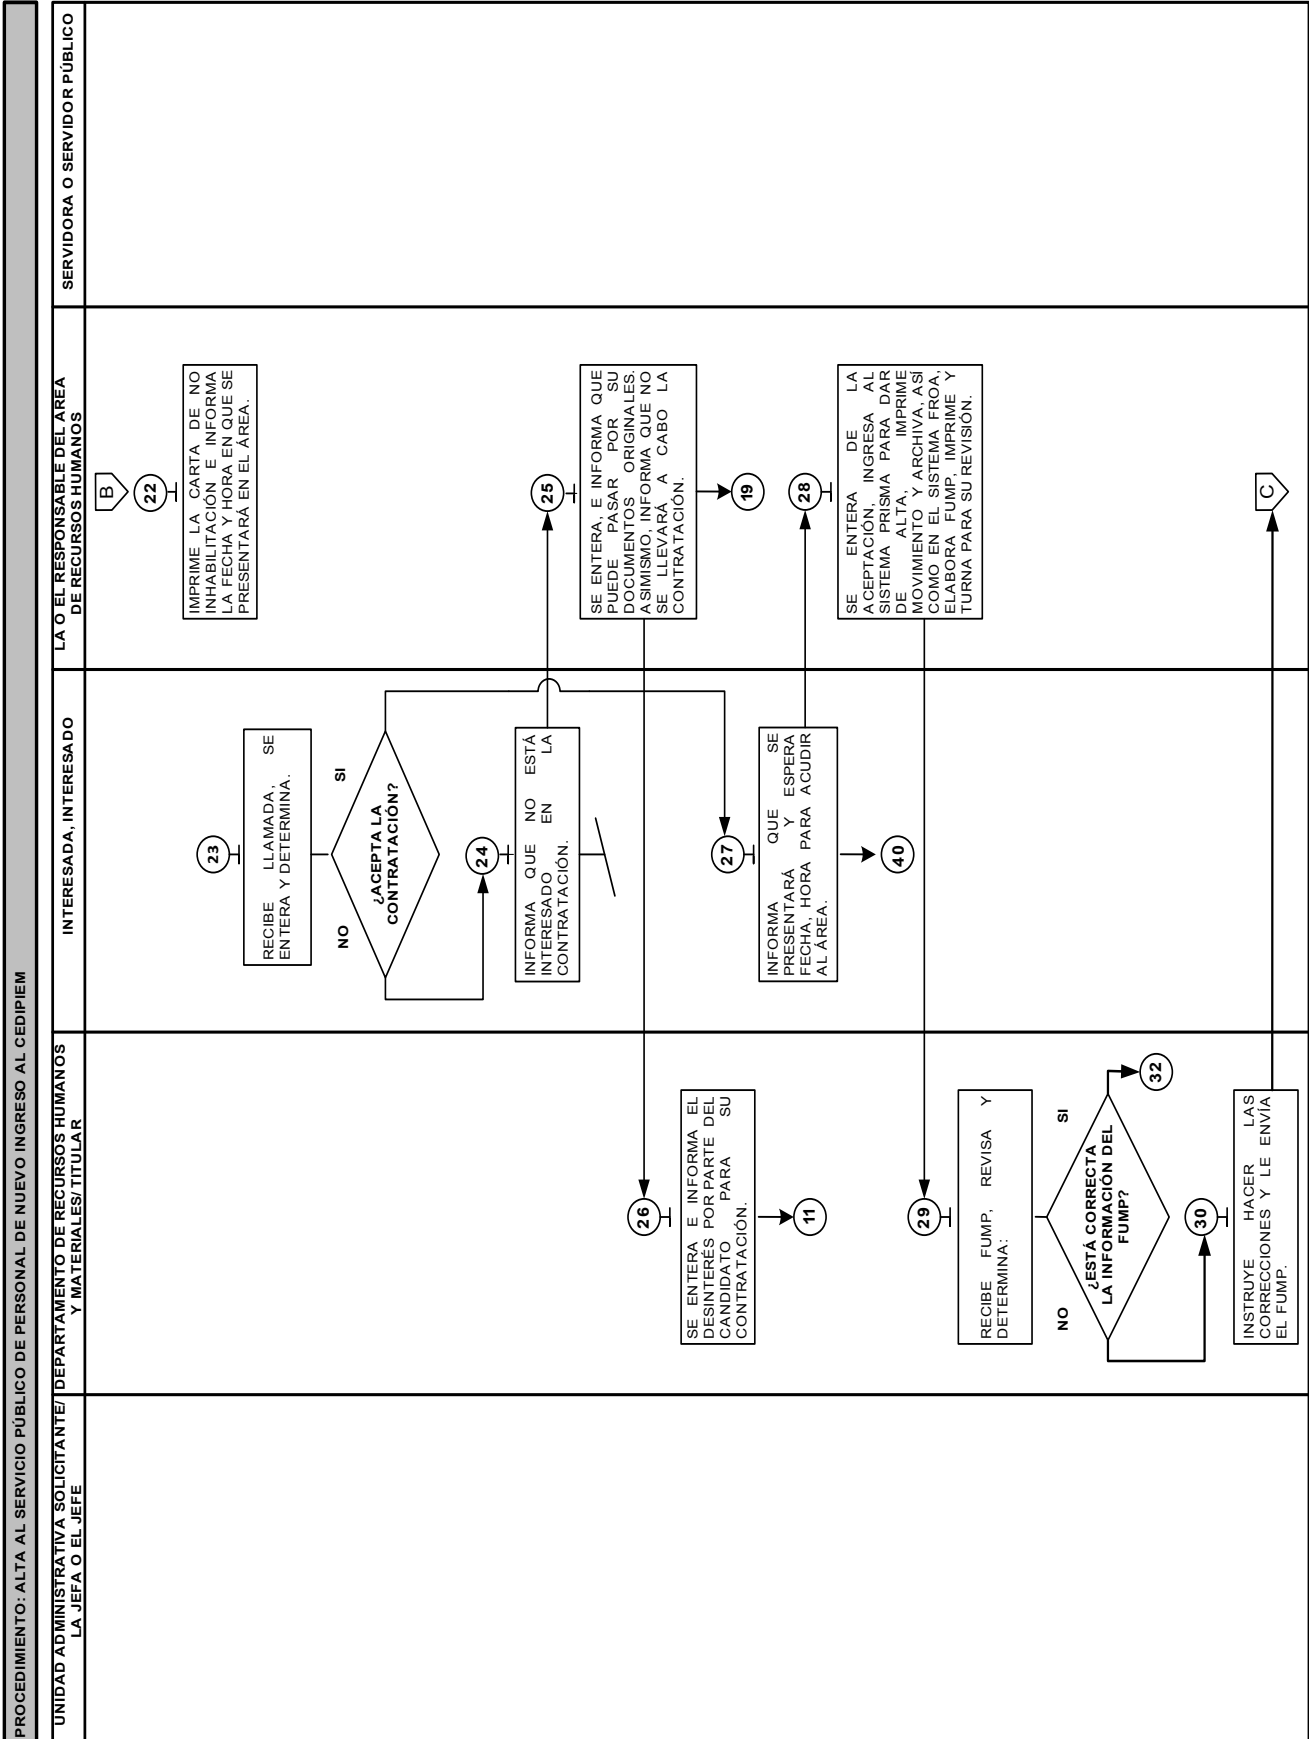 PROCEDIMIENTO: ALTA AL SERVICIO PÚBLICO DE PERSONAL DE NUEVO INGRESO AL CEDIPIEM
UNIDAD ADMINISTRATIVA SOLICITANTE/
LA JEFA O EL JEFE
DEPARTAMENTO DE RECURSOS HUMANOS
Y MATERIALES/ TITULAR
INTERESADA, INTERESADO
LA O EL RESPONSABLE DEL AREA
DE RECURSOS HUMANOS
SERVIDORA O SERVIDOR PÚBLICO
B
22
IMPRIME LA CARTA DE NO
INHABILITACIÓN E INFORMA
LA FECHA Y HORA EN QUE SE
PRESENTARÁ EN EL ÁREA.
23
RECIBE LLAMADA, SE
ENTERA Y DETERMINA.
NO
¿ACEPTA LA
CONTRATACIÓN?
SI
24
INFORMA QUE NO ESTÁ
INTERESADO EN LA
CONTRATACIÓN.
25
SE ENTERA, E INFORMA QUE
PUEDE PASAR POR SU
DOCUMENTOS ORIGINALES.
ASIMISMO, INFORMA QUE NO
SE LLEVARÁ A CABO LA
CONTRATACIÓN.
19
26
SE ENTERA E INFORMA EL
DESINTERÉS POR PARTE DEL
CANDIDATO PARA SU
CONTRATACIÓN.
11
27
INFORMA QUE SE
PRESENTARÁ Y ESPERA
FECHA, HORA PARA ACUDIR
AL ÁREA.
40
28
SE ENTERA DE LA
ACEPTACIÓN, INGRESA AL
SISTEMA PRISMA PARA DAR
DE ALTA, IMPRIME
MOVIMIENTO Y ARCHIVA, ASÍ
COMO EN EL SISTEMA FROA,
ELABORA FUMP, IMPRIME Y
TURNA PARA SU REVISIÓN.
29
RECIBE FUMP, REVISA Y
DETERMINA:
NO
¿ESTÁ CORRECTA
LA INFORMACIÓN DEL
FUMP?
SI
32
30
INSTRUYE HACER LAS
CORRECCIONES Y LE ENVÍA
EL FUMP.
C